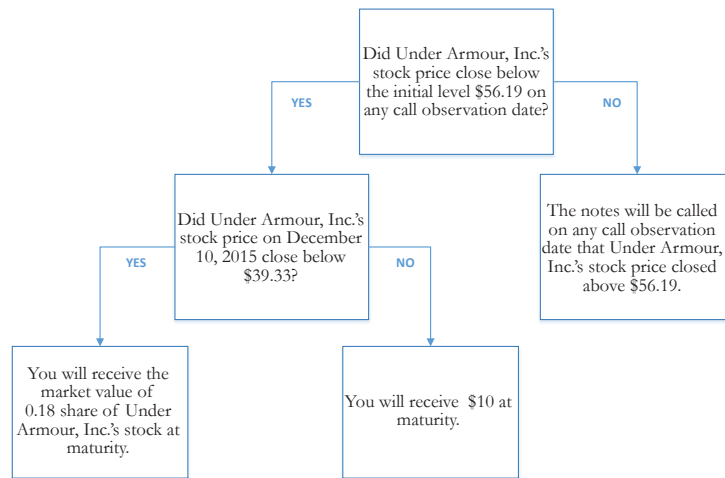 Did Under Armour, Inc.'s
stock price close below
the initial level $56.19 on
any call observation date?
YES
NO
Did Under Armour, Inc.'s
stock price on December
10, 2015 close below
$39.33?
The notes will be called
on any call observation
date that Under Armour,
Inc.'s stock price closed
above $56.19.
YES
NO
You will receive the
market value of
0.18 share of Under
Armour, Inc.'s stock at
maturity.
You will receive $10 at
maturity.